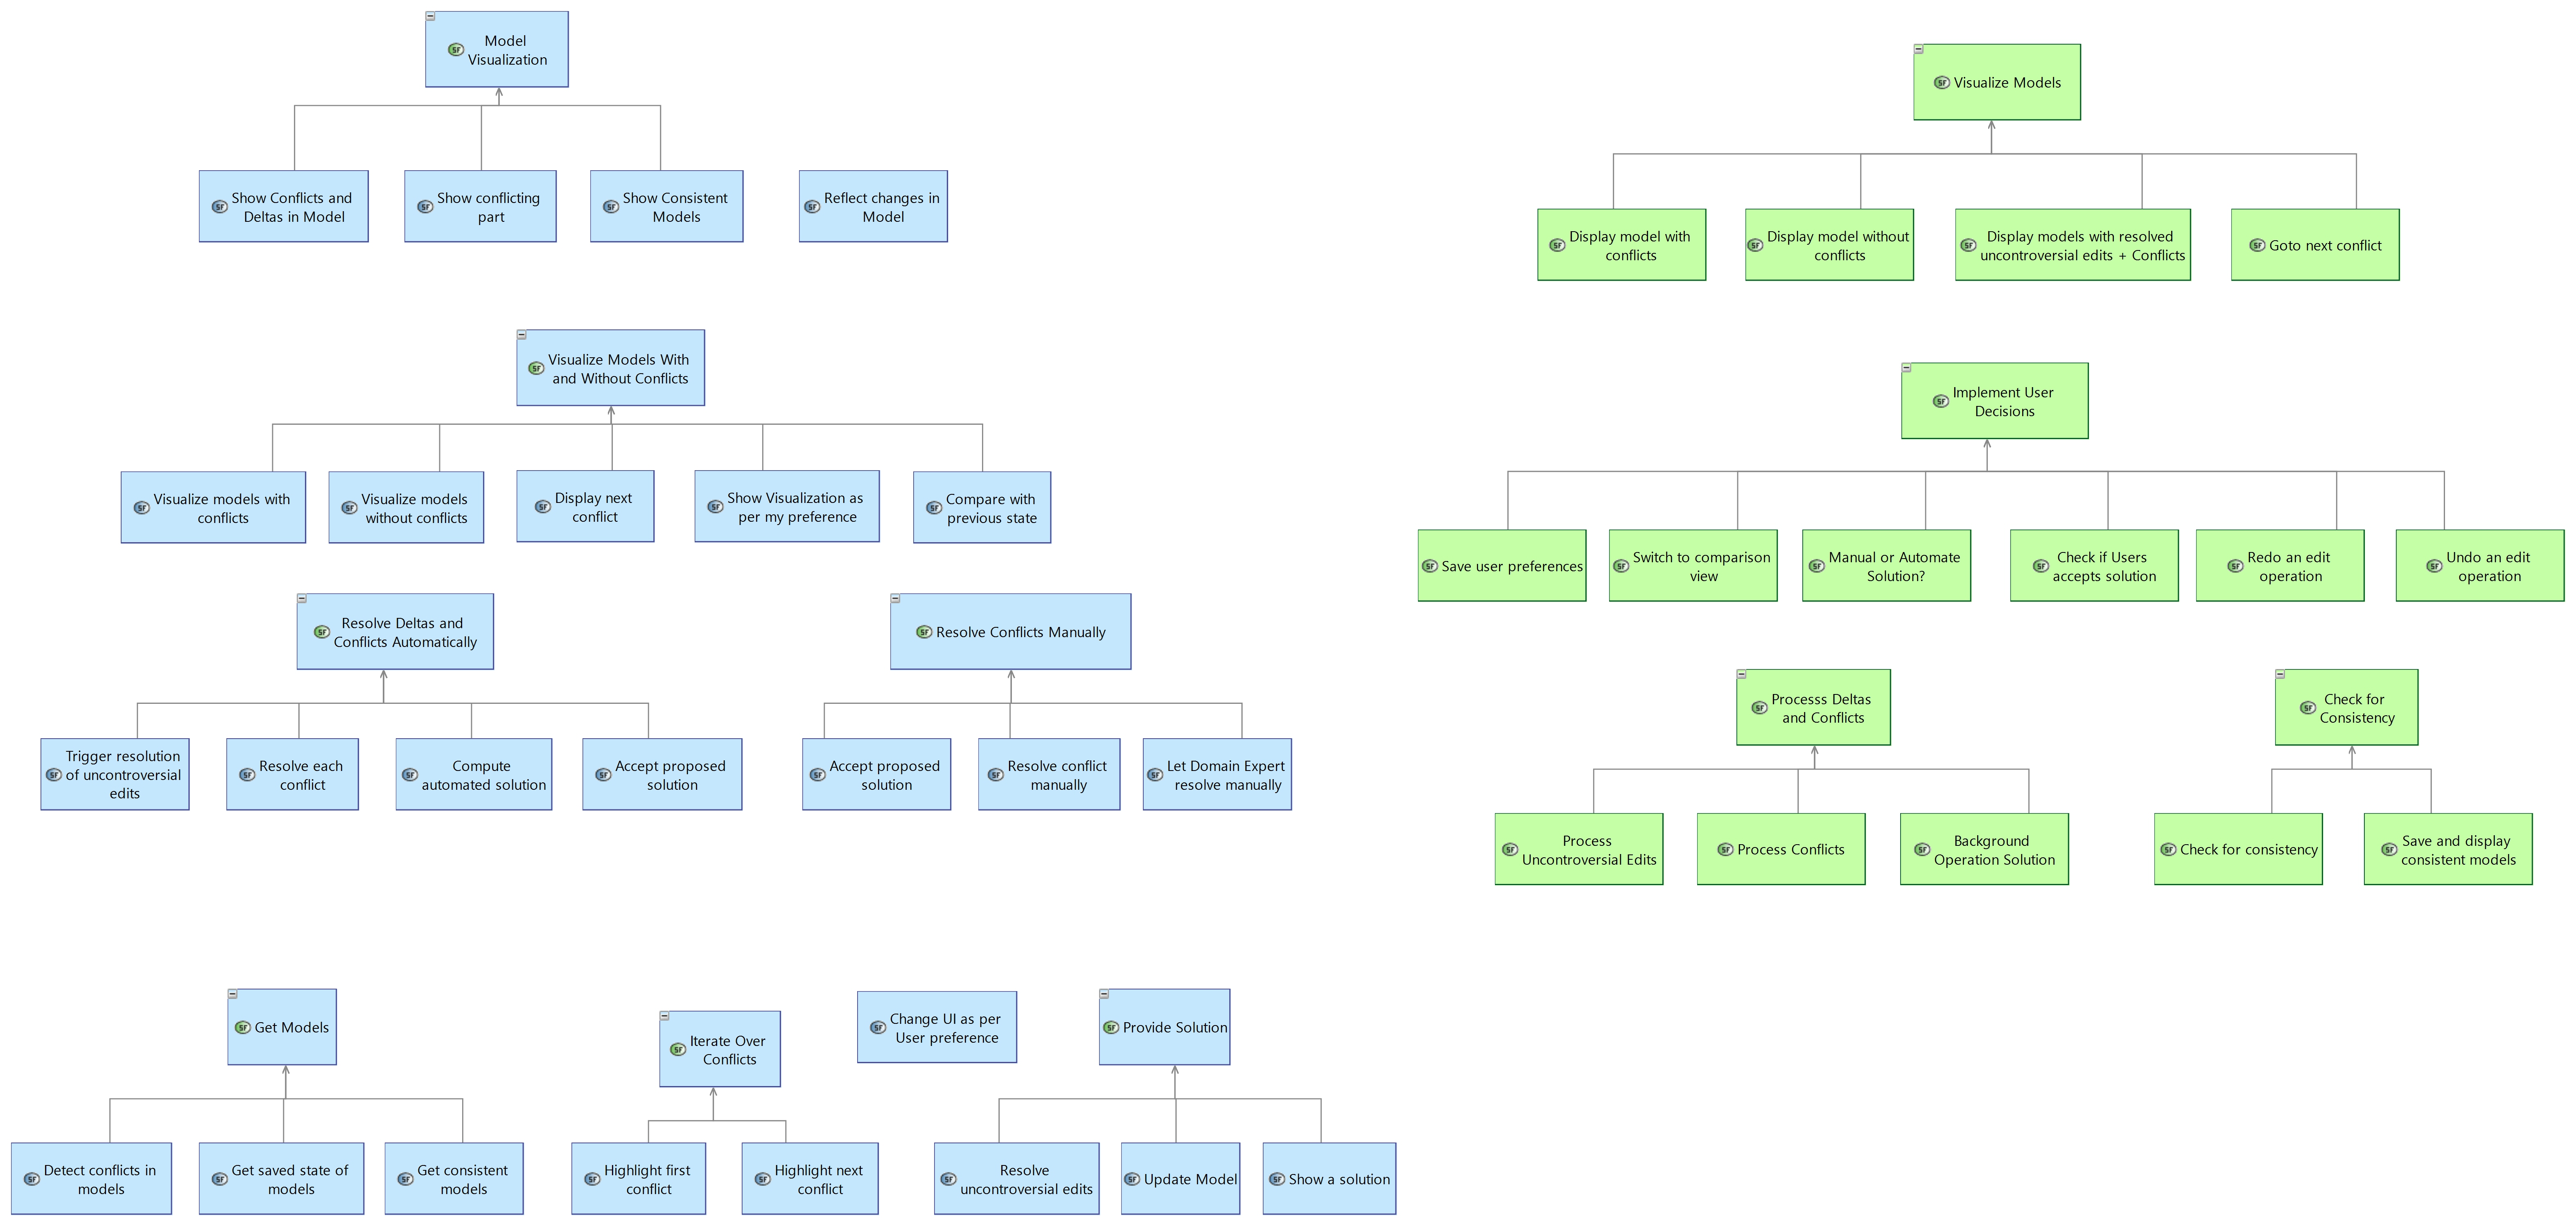 Model
Visualization
Show Conflicts and
Deltas in Model
Show conflicting
part
Show Consistent
Models
Reflect changes in
Model
Visualize Models
Display model with
conflicts
Display model without
conflicts
Display models with resolved
uncontroversial edits + Conflicts
Goto next conflict
Visualize Models With
and Without Conflicts
Visualize models with
conflicts
Visualize models
without conflicts
Display next
conflict
Show Visualization as
per my preference
Compare with
previous state
Implement User
Decisions
Save user preferences
Switch to comparison
view
Manual or Automate
Solution?
Check if Users
accepts solution
Redo an edit
operation
Undo an edit
operation
Resolve Deltas and
Conflicts Automatically
Trigger resolution
of uncontroversial
edits
Resolve each
conflict
Compute
automated solution
Accept proposed
solution
Resolve Conflicts Manually
Accept proposed
solution
Resolve conflict
manually
Let Domain Expert
resolve manually
Processs Deltas
and Conflicts
Process
Uncontroversial Edits
Process Conflicts
Background
Operation Solution
Check for
Consistency
Check for consistency
Save and display
consistent models
Get Models
Detect conflicts in
models
Get saved state of
models
Get consistent
models
Iterate Over
Conflicts
Highlight first
conflict
Highlight next
conflict
Change UI as per
User preference
Provide Solution
Resolve
uncontroversial edits
Update Model
Show a solution